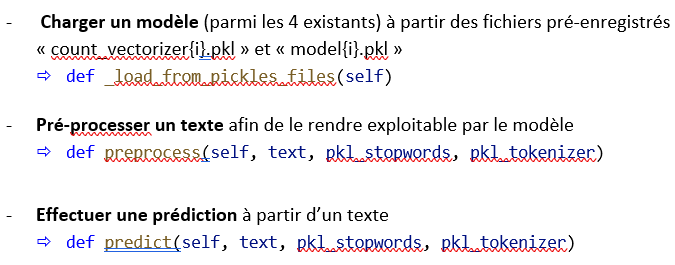 - Charger un modèle (parmi les 4 existants) à partir des fichiers pré-enregistrés
« count_vectorizer{i}.pkl » et « model{i}.pkl »
⇨ def _load_from_pickles_files(self)
- Pré-processer un texte afin de le rendre exploitable par le modèle
⇨ def preprocess(self, text, pkl_stopwords, pkl_tokenizer)
- Effectuer une prédiction à partir d’un texte
⇨ def predict(self, text, pkl_stopwords, pkl_tokenizer)